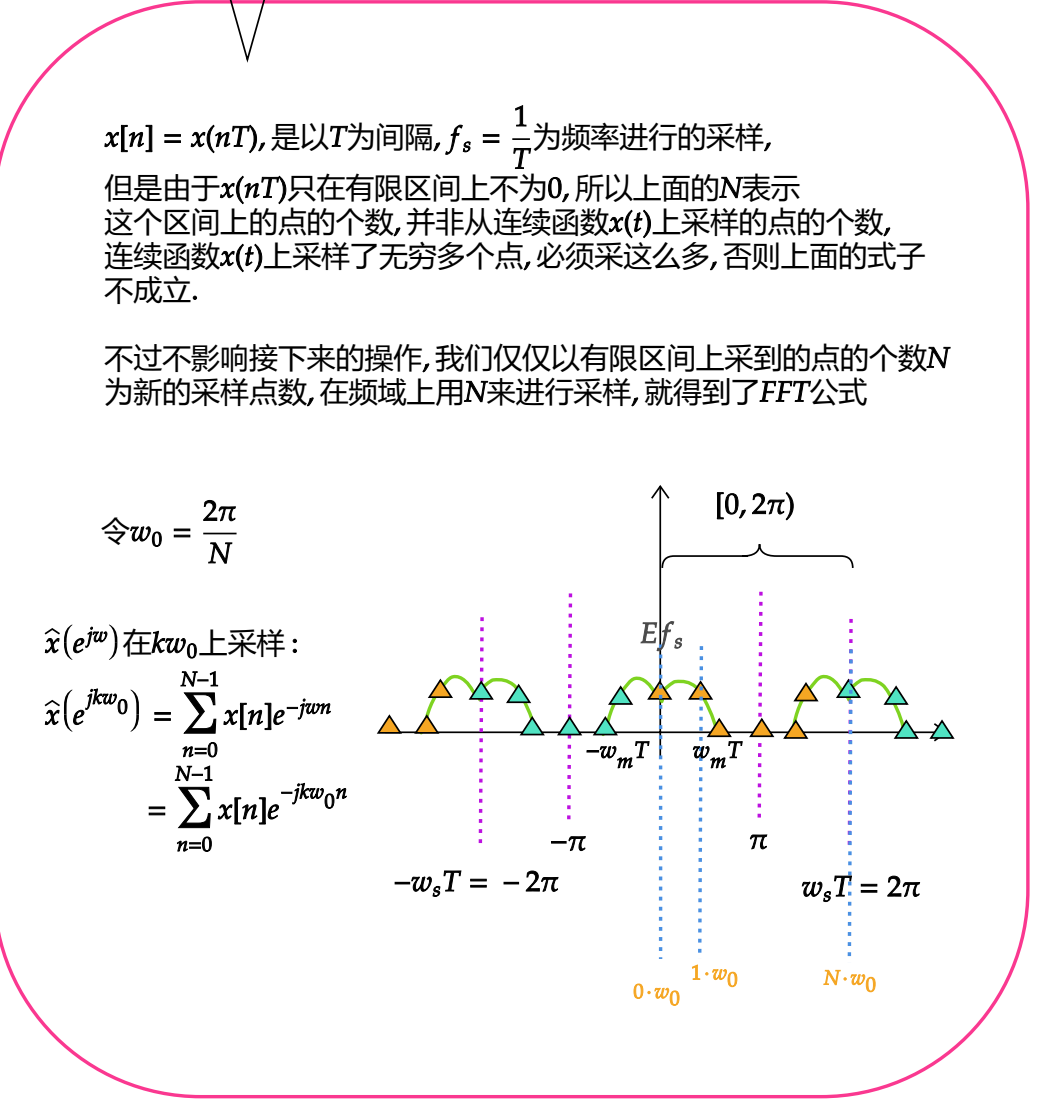 x[n] = x(nT), 是以T为间隔, f_s = 1/T 为频率进行的采样,
但是由于x(nT)只在有限区间上不为0, 所以上面的N表示
这个区间上的点的个数, 并非从连续函数x(t)上采样的点的个数,
连续函数x(t)上采样了无穷多个点, 必须采这么多, 否则上面的式子
不成立.
不过不影响接下来的操作, 我们仅仅以有限区间上采到的点的个数N
为新的采样点数, 在频域上用N来进行采样, 就得到了FFT公式
令w_0 = 2π/N
x̂(e^{jw})在kw_0上采样 :
x̂(e^{jkw_0}) = ∑_{n=0}^{N−1} x[n]e^{−jwn}
= ∑_{n=0}^{N−1} x[n]e^{−jkw_0n}
[0, 2π)
Ef_s
−w_mT
w_mT
−π
π
−w_sT = − 2π
w_sT = 2π
0·w_0
1·w_0
N·w_0